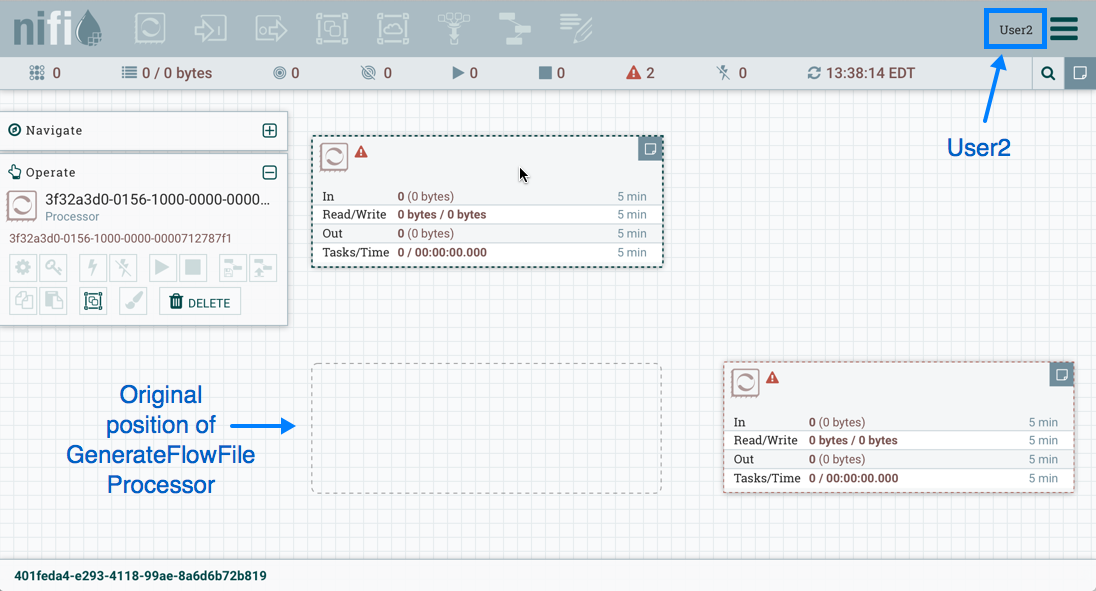 nifi
User2
0
0 / 0 bytes
0
0
0
0
2
0
13:38:14 EDT
User2
Navigate
Operate
3f32a3d0-0156-1000-0000-0000...
Processor
3f32a3d0-0156-1000-0000-0000712787f1
DELETE
In 0 (0 bytes) 5 min
Read/Write 0 bytes / 0 bytes 5 min
Out 0 (0 bytes) 5 min
Tasks/Time 0 / 00:00:00.000 5 min
Original
position of
GenerateFlowFile
Processor
In 0 (0 bytes) 5 min
Read/Write 0 bytes / 0 bytes 5 min
Out 0 (0 bytes) 5 min
Tasks/Time 0 / 00:00:00.000 5 min
401feda4-e293-4118-99ae-8a6d6b72b819